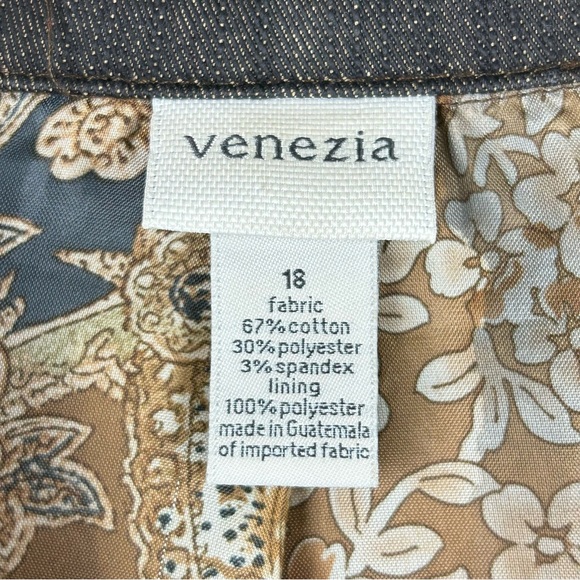 venezia
18
fabric
67% cotton
30% polyester
3% spandex
lining
100% polyester
made in Guatemala
of imported fabric